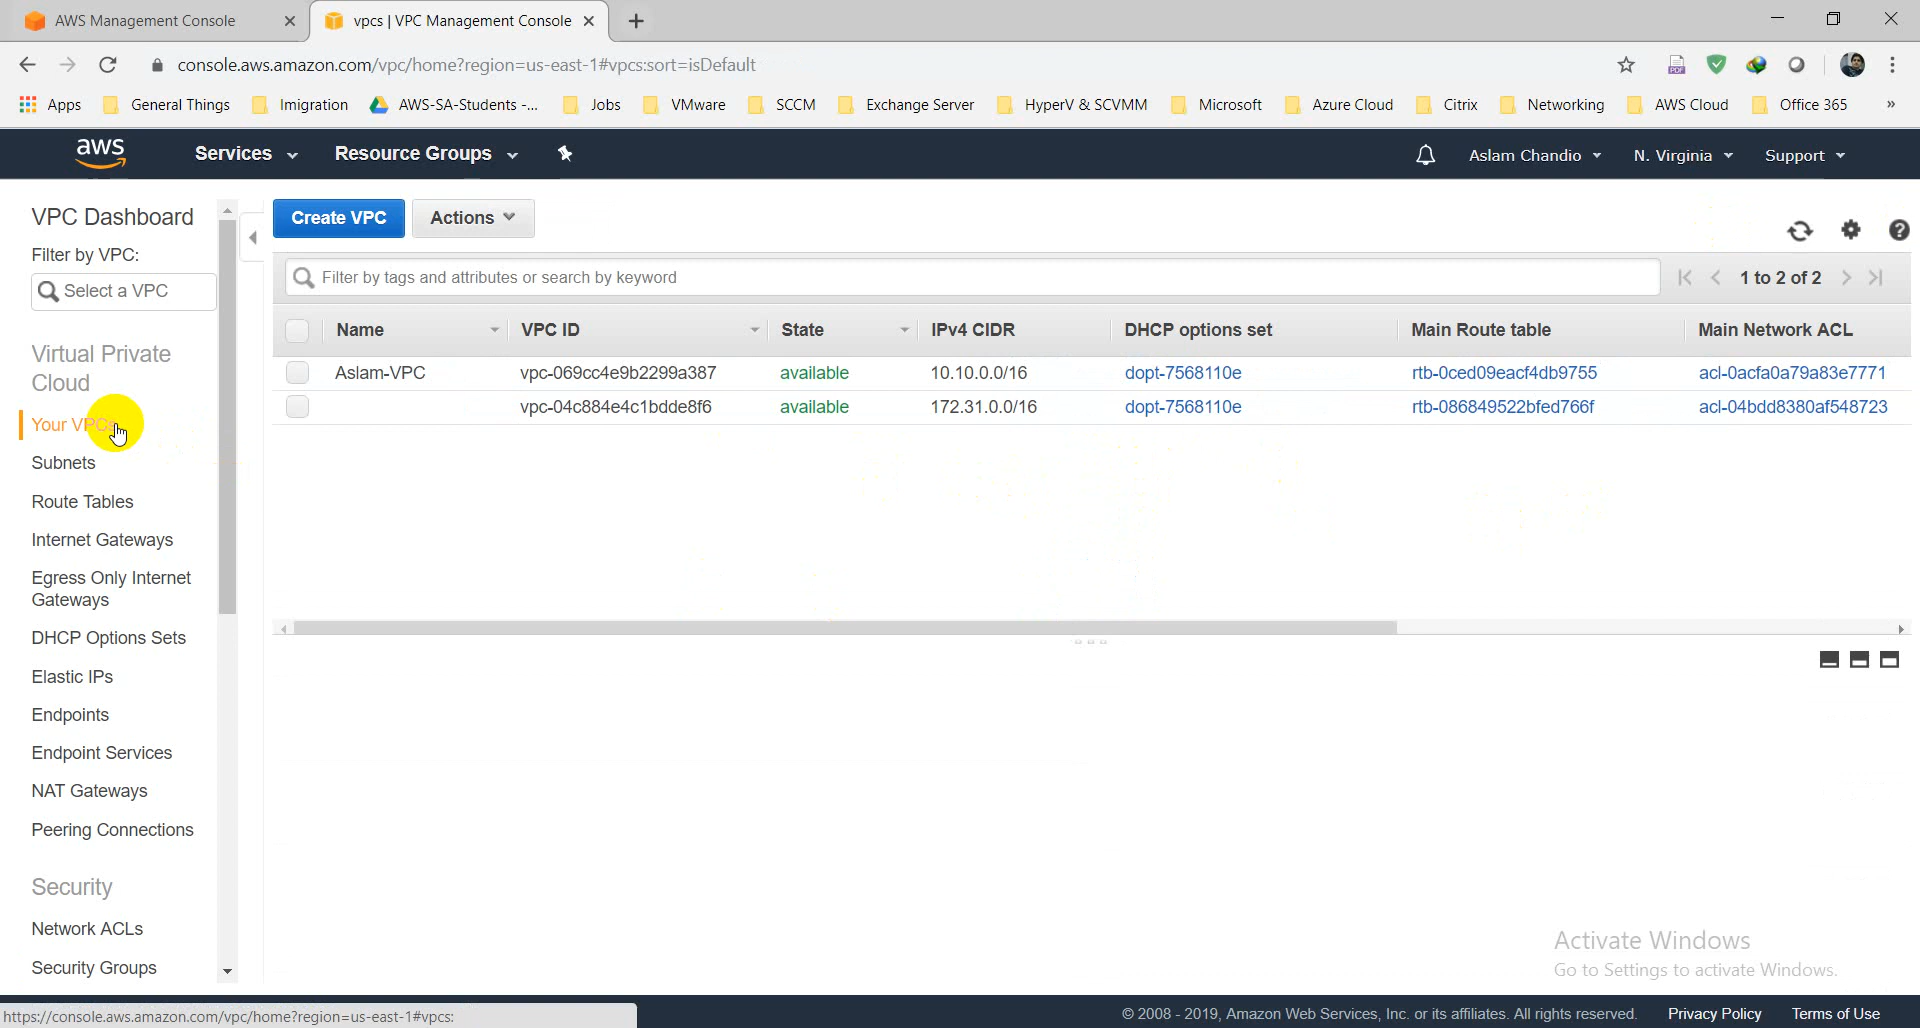 AWS Management Console
vpcs | VPC Management Console
console.aws.amazon.com/vpc/home?region=us-east-1#vpcs:sort=isDefault
PDF
Apps General Things Imigration AWS-SA-Students -... Jobs VMware SCCM Exchange Server HyperV & SCVMM Microsoft Azure Cloud Citrix Networking AWS Cloud Office 365 »
aws Services Resource Groups Aslam Chandio N. Virginia Support
VPC Dashboard
Filter by VPC:
Select a VPC
Virtual Private
Cloud
Your VPCs
Subnets
Route Tables
Internet Gateways
Egress Only Internet
Gateways
DHCP Options Sets
Elastic IPs
Endpoints
Endpoint Services
NAT Gateways
Peering Connections
Security
Network ACLs
Security Groups
Create VPC Actions
Filter by tags and attributes or search by keyword
1 to 2 of 2
Name VPC ID State IPv4 CIDR DHCP options set Main Route table Main Network ACL
Aslam-VPC vpc-069cc4e9b2299a387 available 10.10.0.0/16 dopt-7568110e rtb-0ced09eacf4db9755 acl-0acfa0a79a83e7771
vpc-04c884e4c1bdde8f6 available 172.31.0.0/16 dopt-7568110e rtb-086849522bfed766f acl-04bdd8380af548723
Activate Windows
Go to Settings to activate Windows.
https://console.aws.amazon.com/vpc/home?region=us-east-1#vpcs:
© 2008 - 2019, Amazon Web Services, Inc. or its affiliates. All rights reserved. Privacy Policy Terms of Use